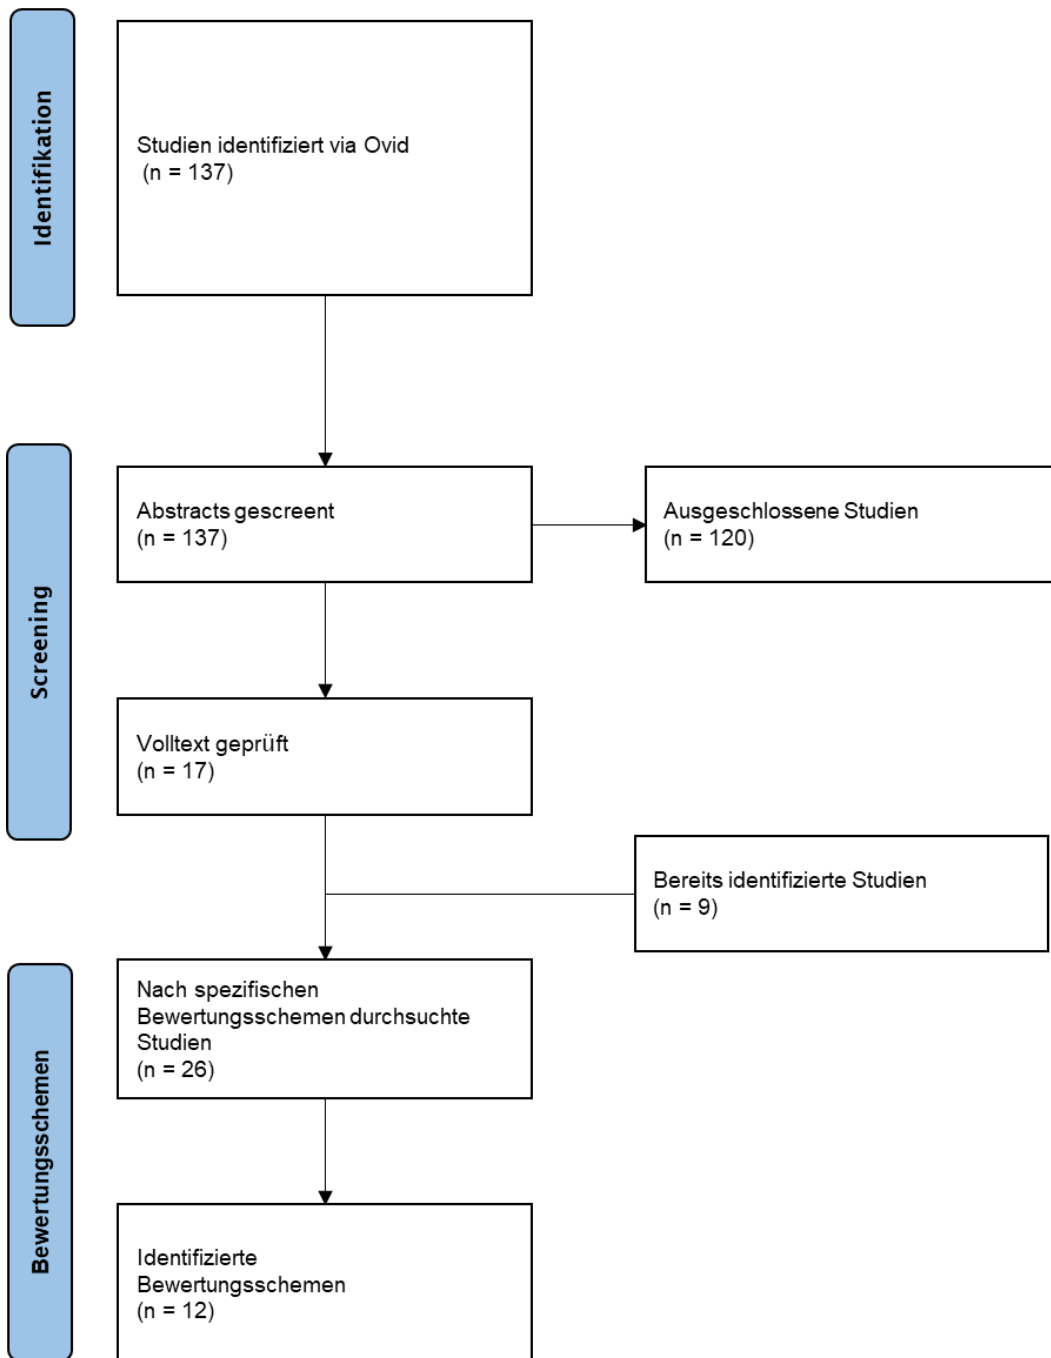 Identifikation
Studien identifiziert via Ovid
(n = 137)
Screening
Abstracts gescreent
(n = 137)
Ausgeschlossene Studien
(n = 120)
Volltext geprüft
(n = 17)
Bereits identifizierte Studien
(n = 9)
Bewertungsschemen
Nach spezifischen
Bewertungsschemen durchsuchte
Studien
(n = 26)
Identifizierte
Bewertungsschemen
(n = 12)